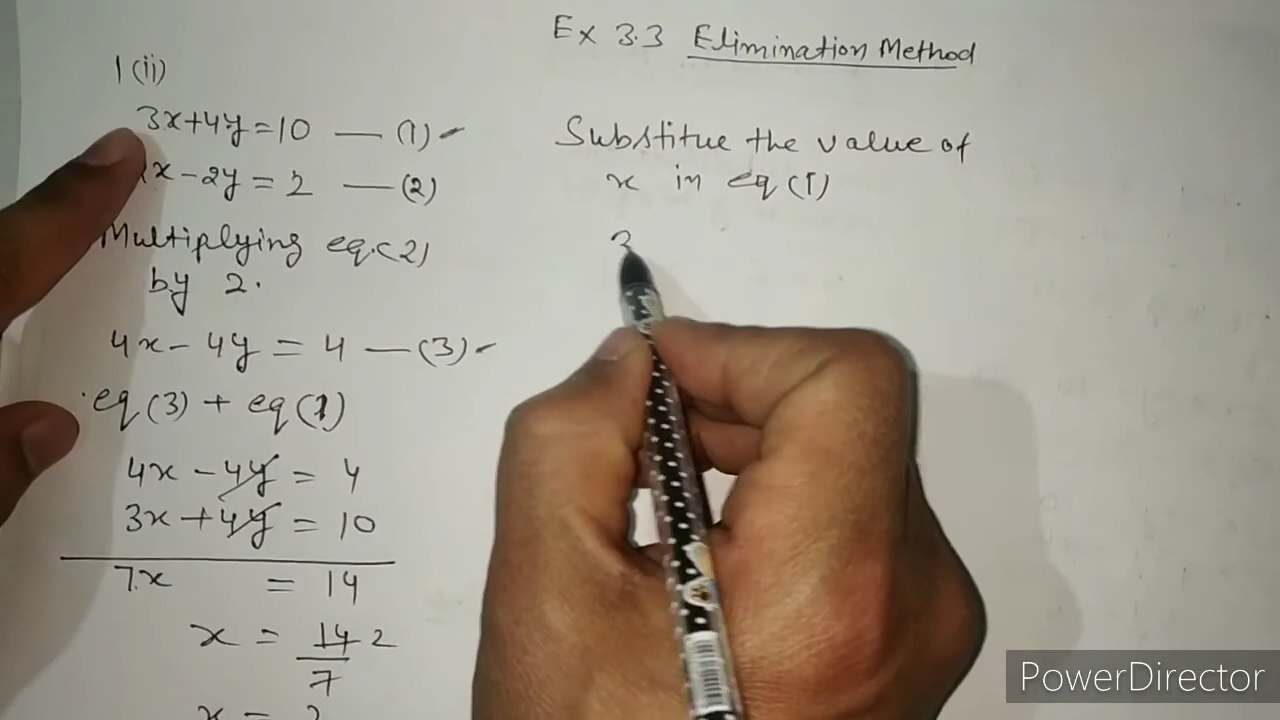 Ex 3.3 Elimination Method
1(ii)
3x+4y=10 — (1)
x-2y=2 — (2)
Multiplying eq.(2)
by 2.
4x-4y=4 — (3)
eq(3) + eq(1)
4x-4y=4
3x+4y=10
7x = 14
x = 14 2
7
x = 2
Substitue the value of
x in eq(1)
3
PowerDirector